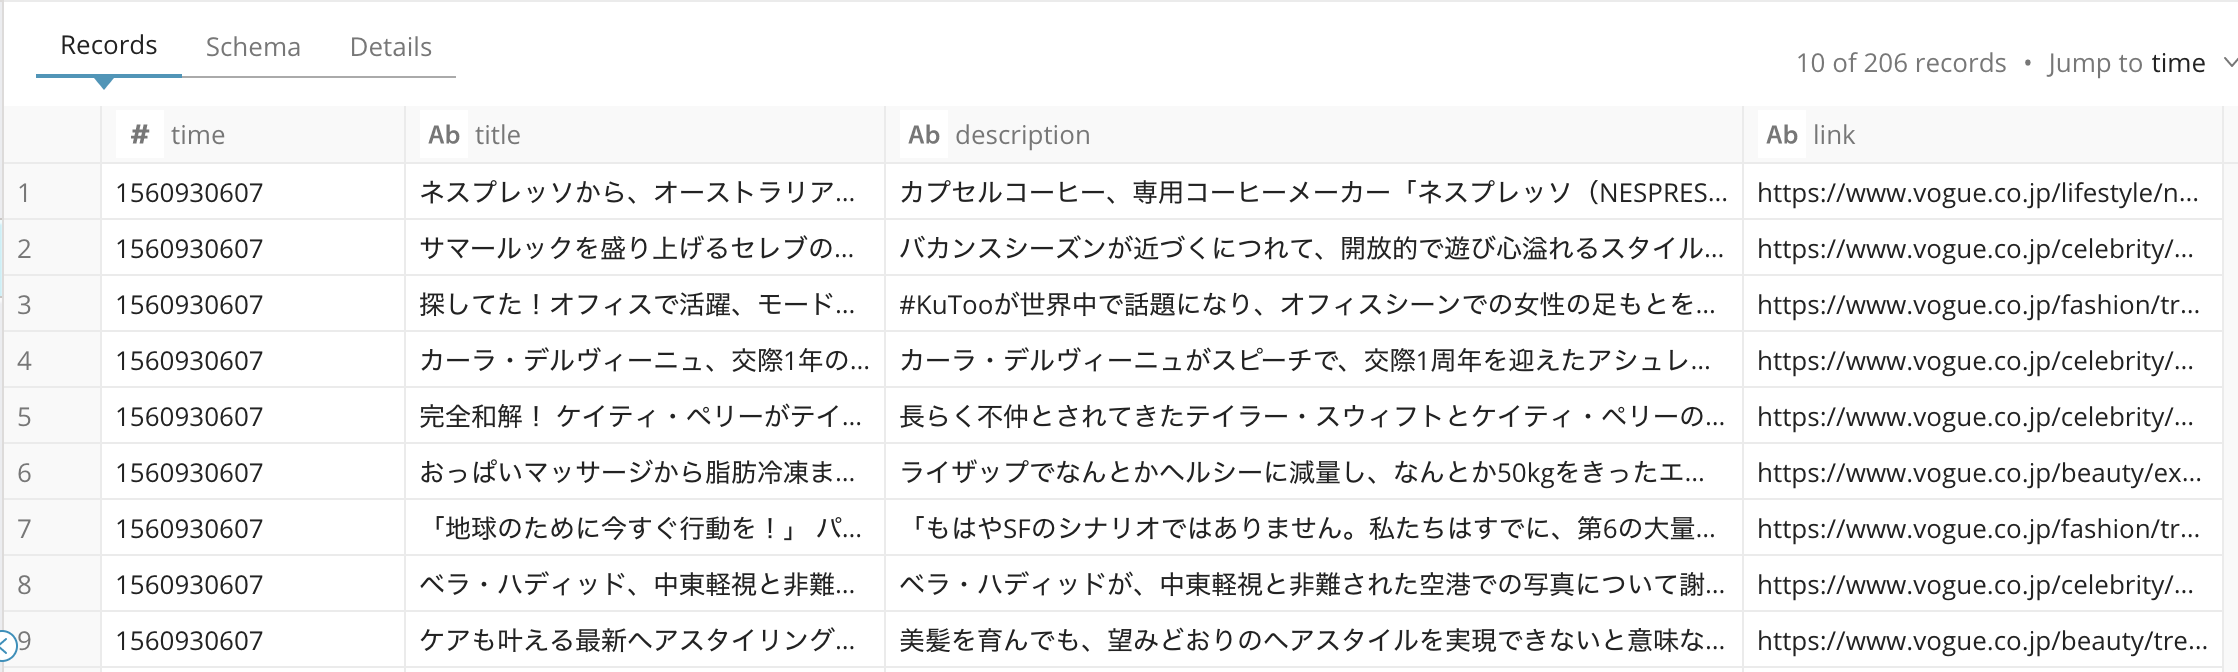 Records Schema Details
10 of 206 records • Jump to time
# time Ab title Ab description Ab link
1 1560930607 ネスプレッソから、オーストラリア... カプセルコーヒー、専用コーヒーメーカー「ネスプレッソ（NESPRES... https://www.vogue.co.jp/lifestyle/n...
2 1560930607 サマールックを盛り上げるセレブの... バカンスシーズンが近づくにつれて、開放的で遊び心溢れるスタイル... https://www.vogue.co.jp/celebrity/...
3 1560930607 探してた！オフィスで活躍、モード... #KuTooが世界中で話題になり、オフィスシーンでの女性の足もとを... https://www.vogue.co.jp/fashion/tr...
4 1560930607 カーラ・デルヴィーニュ、交際1年の... カーラ・デルヴィーニュがスピーチで、交際1周年を迎えたアシュレ... https://www.vogue.co.jp/celebrity/...
5 1560930607 完全和解！ ケイティ・ペリーがテイ... 長らく不仲とされてきたテイラー・スウィフトとケイティ・ペリーの... https://www.vogue.co.jp/celebrity/...
6 1560930607 おっぱいマッサージから脂肪冷凍ま... ライザップでなんとかヘルシーに減量し、なんとか50kgをきったエ... https://www.vogue.co.jp/beauty/ex...
7 1560930607 「地球のために今すぐ行動を！」 パ... 「もはやSFのシナリオではありません。私たちはすでに、第6の大量... https://www.vogue.co.jp/fashion/tr...
8 1560930607 ベラ・ハディッド、中東軽視と非難... ベラ・ハディッドが、中東軽視と非難された空港での写真について謝... https://www.vogue.co.jp/celebrity/...
9 1560930607 ケアも叶える最新ヘアスタイリング... 美髪を育んでも、望みどおりのヘアスタイルを実現できないと意味な... https://www.vogue.co.jp/beauty/tre...